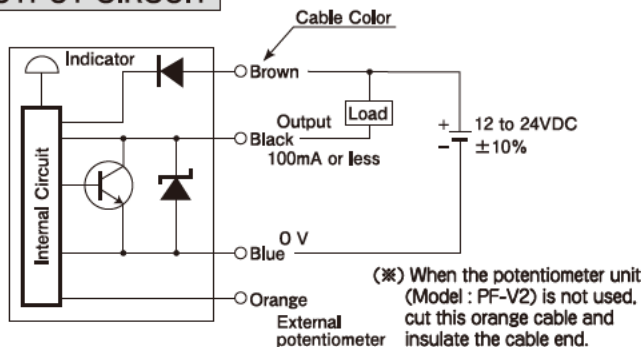 Cable Color
Indicator
Brown
Load
Output
Black
100mA or less
+ 12 to 24VDC
− ±10%
Internal Circuit
0 V
Blue
Orange
External
potentiometer
(※) When the potentiometer unit
(Model : PF-V2) is not used,
cut this orange cable and
insulate the cable end.